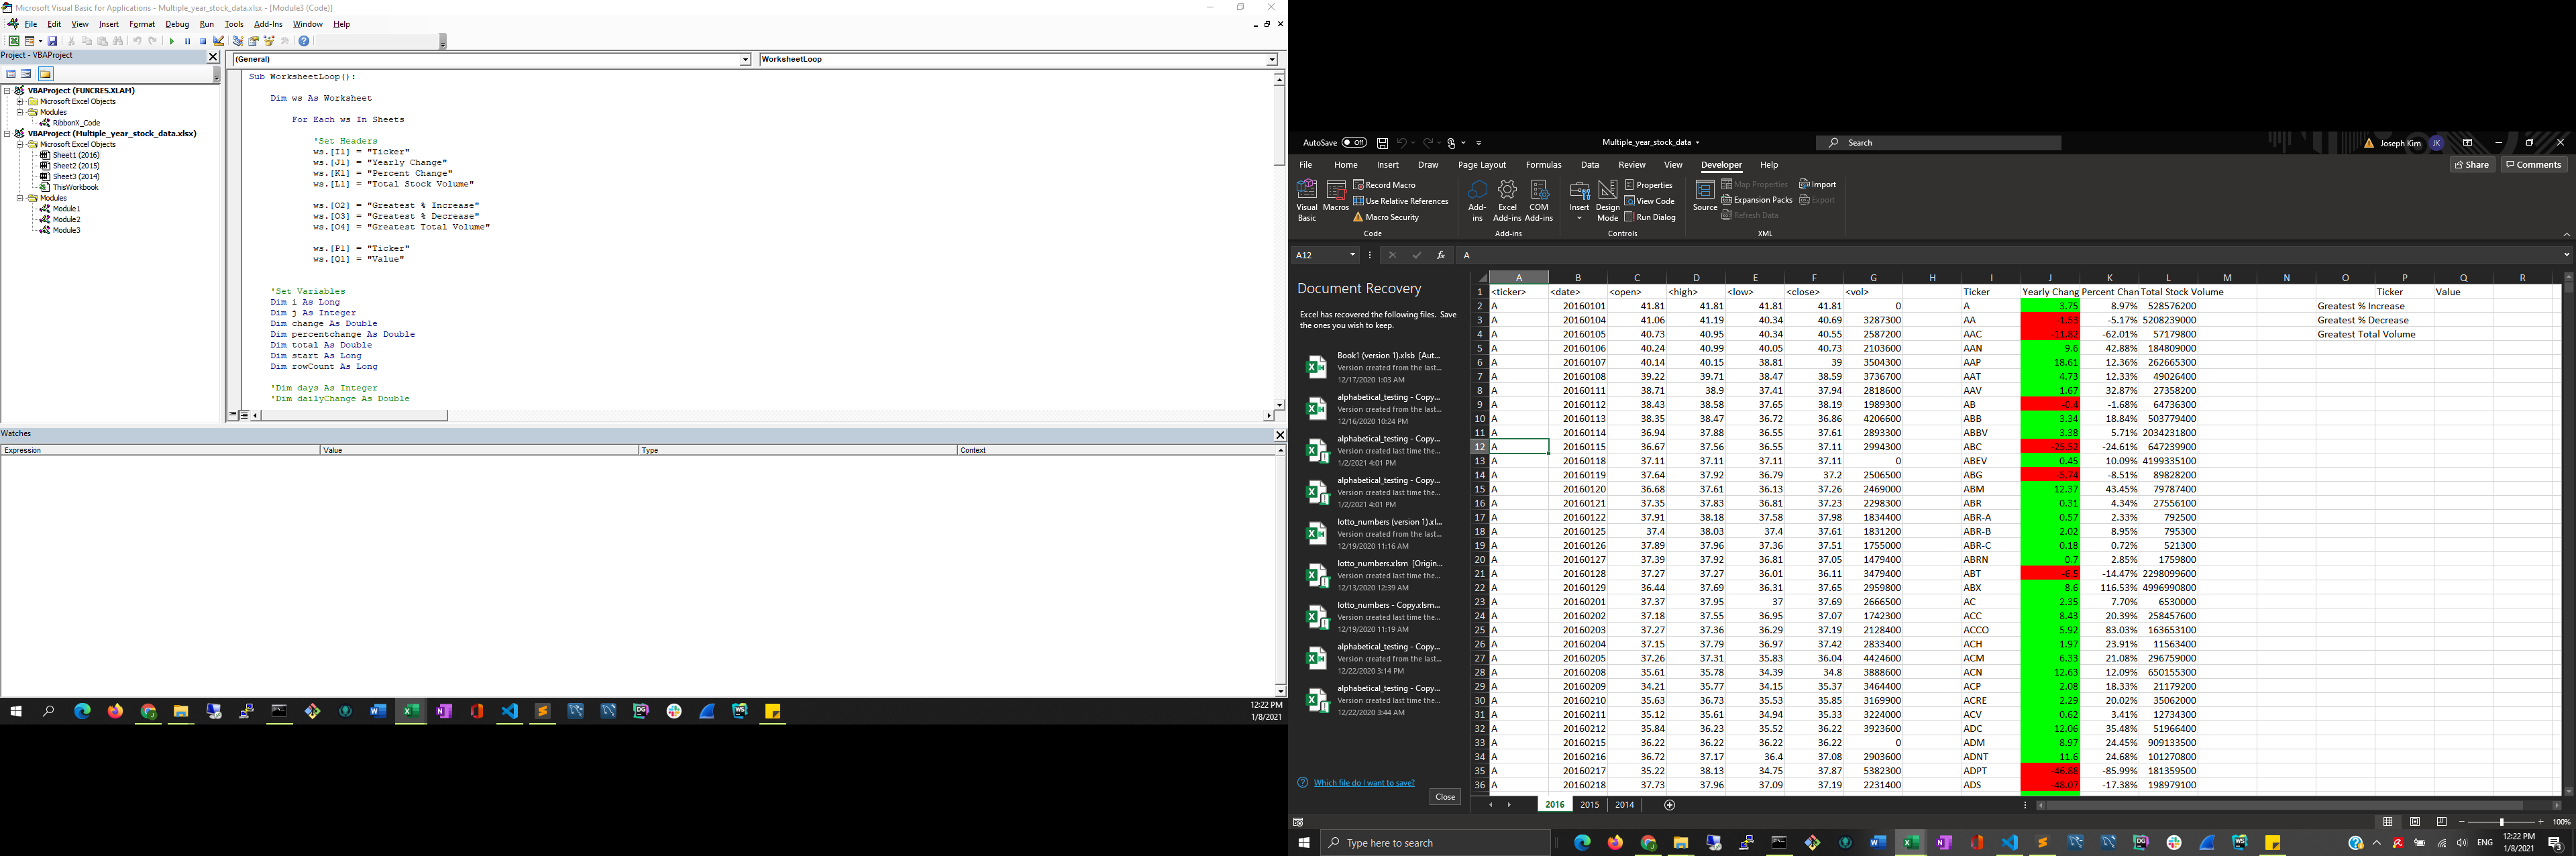 Microsoft Visual Basic for Applications - Multiple_year_stock_data.xlsx - [Module3 (Code)]
File Edit View Insert Format Debug Run Tools Add-Ins Window Help
Project - VBAProject
VBAProject (FUNCRES.XLAM)
Microsoft Excel Objects
Modules
RibbonX_Code
VBAProject (Multiple_year_stock_data.xlsx)
Microsoft Excel Objects
Sheet1 (2016)
Sheet2 (2015)
Sheet3 (2014)
ThisWorkbook
Modules
Module1
Module2
Module3
(General) WorksheetLoop
Sub WorksheetLoop():
Dim ws As Worksheet
For Each ws In Sheets
'Set Headers
ws.[I1] = "Ticker"
ws.[J1] = "Yearly Change"
ws.[K1] = "Percent Change"
ws.[L1] = "Total Stock Volume"
ws.[O2] = "Greatest % Increase"
ws.[O3] = "Greatest % Decrease"
ws.[O4] = "Greatest Total Volume"
ws.[P1] = "Ticker"
ws.[Q1] = "Value"
'Set Variables
Dim i As Long
Dim j As Integer
Dim change As Double
Dim percentchange As Double
Dim total As Double
Dim start As Long
Dim rowCount As Long
'Dim days As Integer
'Dim dailyChange As Double
Watches
Expression Value Type Context
12:22 PM
1/8/2021
AutoSave Off Multiple_year_stock_data Search Joseph Kim JK
File Home Insert Draw Page Layout Formulas Data Review View Developer Help Share Comments
Visual Basic Macros Record Macro Use Relative References Macro Security Code
Add-ins Excel Add-ins COM Add-ins Add-ins
Insert Design Mode Properties View Code Run Dialog Controls
Source Map Properties Expansion Packs Refresh Data Import Export XML
A12 fx A
Document Recovery
Excel has recovered the following files. Save
the ones you wish to keep.
Book1 (version 1).xlsb [Aut...
Version created from the last...
12/17/2020 1:03 AM
alphabetical_testing - Copy...
Version created from the last...
12/16/2020 10:24 PM
alphabetical_testing - Copy...
Version created last time the...
1/2/2021 4:01 PM
alphabetical_testing - Copy...
Version created last time the...
1/2/2021 4:01 PM
lotto_numbers (version 1).xl...
Version created from the last...
12/19/2020 11:16 AM
lotto_numbers.xlsm [Origin...
Version created last time the...
12/13/2020 12:39 AM
lotto_numbers - Copy.xlsm...
Version created last time the...
12/19/2020 11:19 AM
alphabetical_testing - Copy...
Version created from the last...
12/22/2020 3:14 PM
alphabetical_testing - Copy...
Version created last time the...
12/22/2020 3:44 AM
Which file do I want to save?
Close
A B C D E F G H I J K L M N O P Q R
1 <ticker> <date> <open> <high> <low> <close> <vol> Ticker Yearly Chang Percent Chan Total Stock Volume Ticker Value
2 A 20160101 41.81 41.81 41.81 41.81 0 A 3.75 8.97% 528576200 Greatest % Increase
3 A 20160104 41.06 41.19 40.34 40.69 3287300 AA -1.53 -5.17% 5208239000 Greatest % Decrease
4 A 20160105 40.73 40.95 40.34 40.55 2587200 AAC -11.82 -62.01% 57179800 Greatest Total Volume
5 A 20160106 40.24 40.99 40.05 40.73 2103600 AAN 9.6 42.88% 184809000
6 A 20160107 40.14 40.15 38.81 39 3504300 AAP 18.61 12.36% 262665300
7 A 20160108 39.22 39.71 38.47 38.59 3736700 AAT 4.73 12.33% 49026400
8 A 20160111 38.71 38.9 37.41 37.94 2818600 AAV 1.67 32.87% 27358200
9 A 20160112 38.43 38.58 37.65 38.19 1989300 AB -0.4 -1.68% 64736300
10 A 20160113 38.35 38.47 36.72 36.86 4206600 ABB 3.34 18.84% 503779400
11 A 20160114 36.94 37.88 36.55 37.61 2893300 ABBV 3.38 5.71% 2034231800
12 A 20160115 36.67 37.56 36.55 37.11 2994300 ABC -25.52 -24.61% 647239900
13 A 20160118 37.11 37.11 37.11 37.11 0 ABEV 0.45 10.09% 4199335100
14 A 20160119 37.64 37.92 36.79 37.2 2506500 ABG -5.74 -8.51% 89828200
15 A 20160120 36.68 37.61 36.13 37.26 2469000 ABM 12.37 43.45% 79787400
16 A 20160121 37.35 37.83 36.81 37.23 2298300 ABR 0.31 4.34% 27556100
17 A 20160122 37.91 38.18 37.58 37.98 1834400 ABR-A 0.57 2.33% 792500
18 A 20160125 37.4 38.03 37.4 37.61 1831200 ABR-B 2.02 8.95% 795300
19 A 20160126 37.89 37.96 37.36 37.51 1755000 ABR-C 0.18 0.72% 521300
20 A 20160127 37.39 37.92 36.81 37.05 1479400 ABRN 0.7 2.85% 1759800
21 A 20160128 37.27 37.27 36.01 36.11 3479400 ABT -6.5 -14.47% 2298099600
22 A 20160129 36.44 37.69 36.31 37.65 2959800 ABX 8.6 116.53% 4996990800
23 A 20160201 37.37 37.95 37 37.69 2666500 AC 2.35 7.70% 6530000
24 A 20160202 37.18 37.55 36.95 37.07 1742300 ACC 8.43 20.39% 258457600
25 A 20160203 37.27 37.36 36.29 37.19 2128400 ACCO 5.92 83.03% 163653100
26 A 20160204 37.15 37.79 36.97 37.42 2833400 ACH 1.97 23.91% 11563400
27 A 20160205 37.26 37.31 35.83 36.04 4424600 ACM 6.33 21.08% 296759000
28 A 20160208 35.61 35.78 34.39 34.8 3888600 ACN 12.63 12.09% 650155300
29 A 20160209 34.21 35.77 34.15 35.37 3464400 ACP 2.08 18.33% 21179200
30 A 20160210 35.63 36.73 35.53 35.85 3169900 ACRE 2.29 20.02% 35062000
31 A 20160211 35.12 35.61 34.94 35.33 3224000 ACV 0.62 3.41% 12734300
32 A 20160212 35.84 36.23 35.52 36.22 3923600 ADC 12.06 35.48% 51966400
33 A 20160215 36.22 36.22 36.22 36.22 0 ADM 8.97 24.45% 909133500
34 A 20160216 36.72 37.17 36.4 37.08 2903600 ADNT 11.6 24.68% 101270800
35 A 20160217 35.22 38.13 34.75 37.87 5382300 ADPT -46.88 -85.99% 181359500
36 A 20160218 37.73 37.96 37.09 37.19 2231400 ADS -48.07 -17.38% 198979100
2016 2015 2014
100%
Type here to search
ENG
12:22 PM
1/8/2021